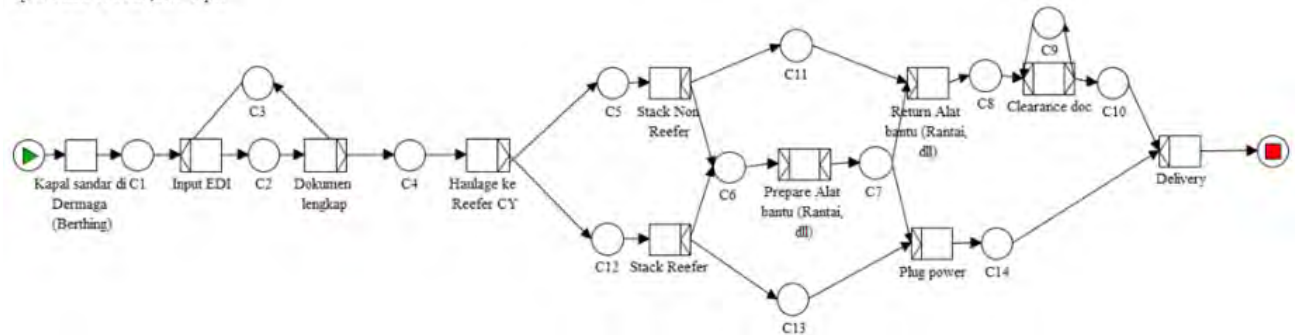 C9
C11
C3
C5
Stack Non
Reefer
Return Alat
bantu (Rantai,
dll)
C8
Clearance doc
C10
Kapal sandar di
Dermaga
(Berthing)
C1
Input EDI
C2
Dokumen
lengkap
C4
Haulage ke
Reefer CY
C6
Prepare Alat
bantu (Rantai,
dll)
C7
Delivery
C12
Stack Reefer
Plug power
C14
C13